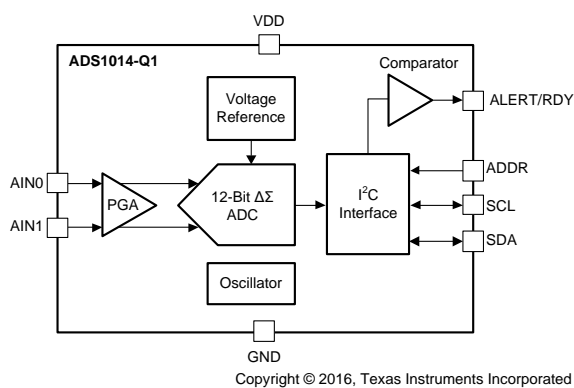 VDD
ADS1014-Q1
Comparator
Voltage
Reference
ALERT/RDY
ADDR
AIN0
PGA
12-Bit ΔΣ
ADC
I²C
Interface
SCL
AIN1
SDA
Oscillator
GND
Copyright © 2016, Texas Instruments Incorporated